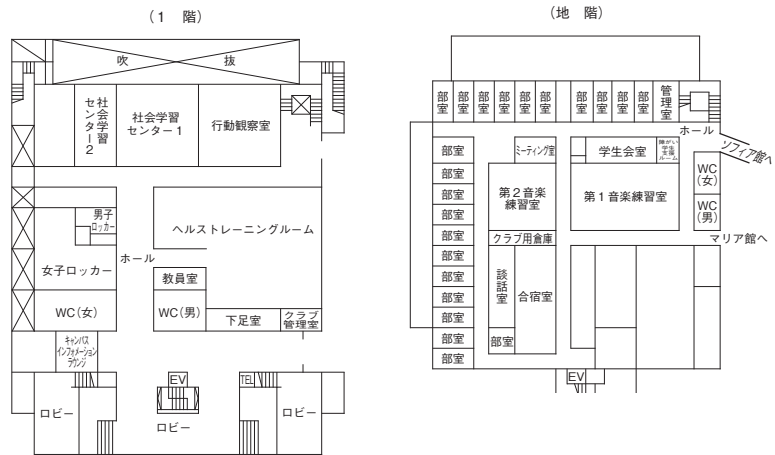 （1　階）
吹　抜
社会学習
センター2
社会学習
センター1
行動観察室
男子
ロッカー
ヘルストレーニングルーム
ホール
女子ロッカー
教員室
WC（女）
WC（男）
下足室
クラブ
管理室
キャンパス
インフォメーション
ラウンジ
EV
TEL
ロビー
ロビー
ロビー
（地　階）
部室
部室
部室
部室
部室
部室
部室
部室
部室
部室
管理室
ホール
ソフィア館へ
部室
部室
部室
部室
部室
部室
部室
部室
部室
部室
部室
ミーティング室
学生会室
障がい
学生
支援
ルーム
WC
（女）
第2音楽
練習室
第1音楽練習室
WC
（男）
クラブ用倉庫
マリア館へ
談話室
合宿室
部室
EV